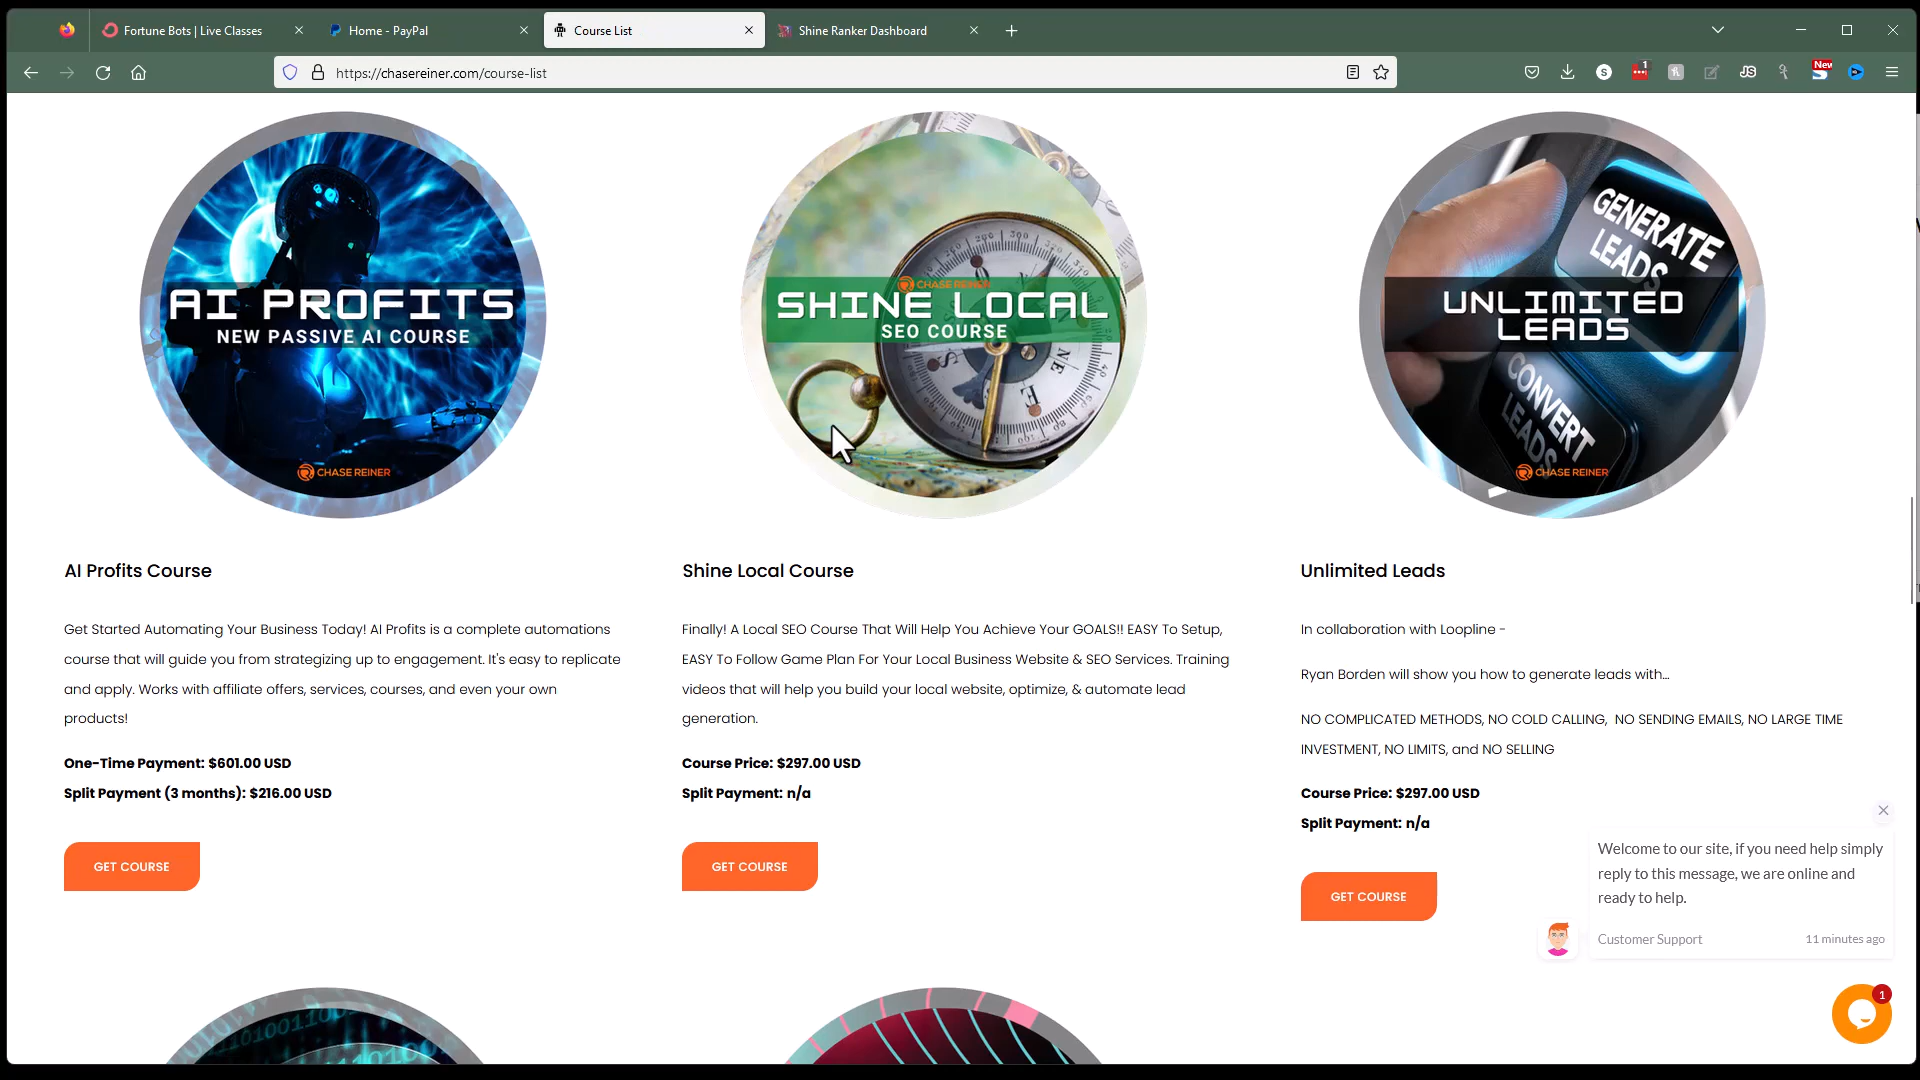 Fortune Bots | Live Classes
Home - PayPal
Course List
Shine Ranker Dashboard
https://chasereiner.com/course-list
1
New
JS
AI PROFITS
NEW PASSIVE AI COURSE
CHASE REINER
CHASE REINER
SHINE LOCAL
SEO COURSE
GENERATE
LEADS
UNLIMITED
LEADS
CONVERT
LEADS
CHASE REINER
AI Profits Course
Get Started Automating Your Business Today! AI Profits is a complete automations
course that will guide you from strategizing up to engagement. It's easy to replicate
and apply. Works with affiliate offers, services, courses, and even your own
products!
One-Time Payment: $601.00 USD
Split Payment (3 months): $216.00 USD
GET COURSE
Shine Local Course
Finally! A Local SEO Course That Will Help You Achieve Your GOALS!! EASY To Setup,
EASY To Follow Game Plan For Your Local Business Website & SEO Services. Training
videos that will help you build your local website, optimize, & automate lead
generation.
Course Price: $297.00 USD
Split Payment: n/a
GET COURSE
Unlimited Leads
In collaboration with Loopline -
Ryan Borden will show you how to generate leads with…
NO COMPLICATED METHODS, NO COLD CALLING,  NO SENDING EMAILS, NO LARGE TIME
INVESTMENT, NO LIMITS, and NO SELLING
Course Price: $297.00 USD
Split Payment: n/a
GET COURSE
Welcome to our site, if you need help simply
reply to this message, we are online and
ready to help.
Customer Support
11 minutes ago
1